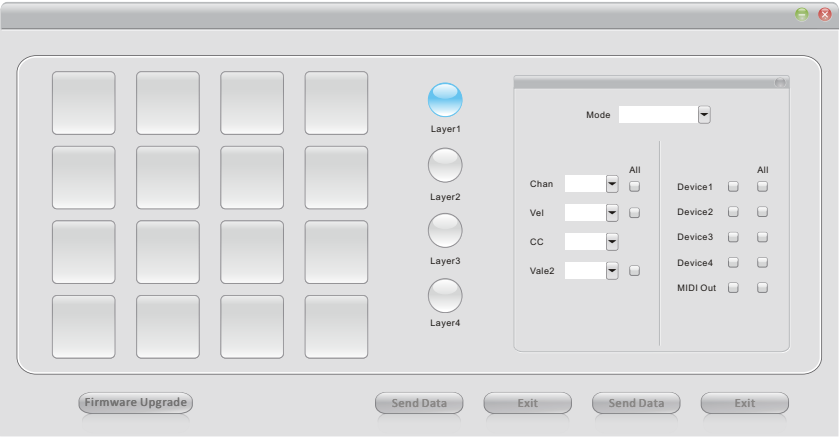 Layer1
Layer2
Layer3
Layer4
Mode
All
Chan
Vel
CC
Vale2
All
Device1
Device2
Device3
Device4
MIDI Out
Firmware Upgrade
Send Data
Exit
Send Data
Exit